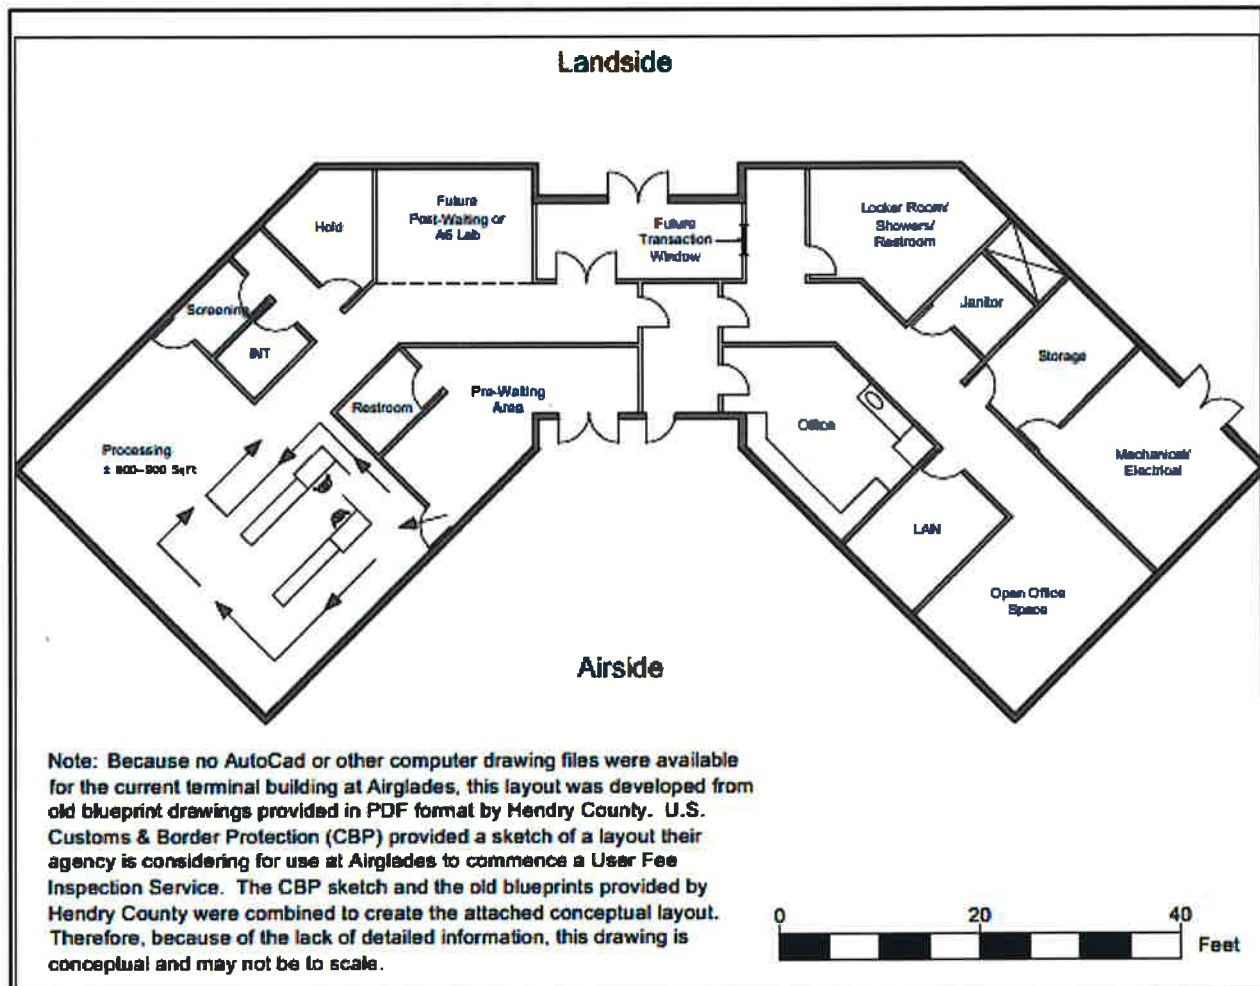 Landside
Hold
Future
Post-Waiting or
AG Lab
Future
Transaction
Window
Locker Room/
Showers/
Restroom
Screening
INT
Janitor
Storage
Restroom
Pre-Waiting
Area
Office
Processing
± 800-900 Sq Ft
Mechanical/
Electrical
LAN
Open Office
Space
Airside
Note: Because no AutoCad or other computer drawing files were available
for the current terminal building at Airglades, this layout was developed from
old blueprint drawings provided in PDF format by Hendry County. U.S.
Customs & Border Protection (CBP) provided a sketch of a layout their
agency is considering for use at Airglades to commence a User Fee
Inspection Service. The CBP sketch and the old blueprints provided by
Hendry County were combined to create the attached conceptual layout.
Therefore, because of the lack of detailed information, this drawing is
conceptual and may not be to scale.
0 20 40
Feet